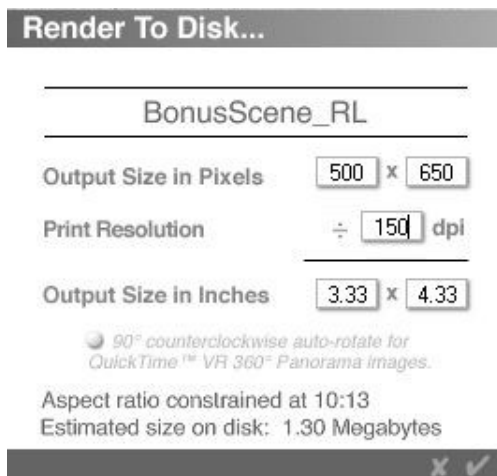 Render To Disk...
BonusScene_RL
Output Size in Pixels 500 x 650
Print Resolution ÷ 150 dpi
Output Size in Inches 3.33 x 4.33
90° counterclockwise auto-rotate for
QuickTime™ VR 360° Panorama images.
Aspect ratio constrained at 10:13
Estimated size on disk: 1.30 Megabytes